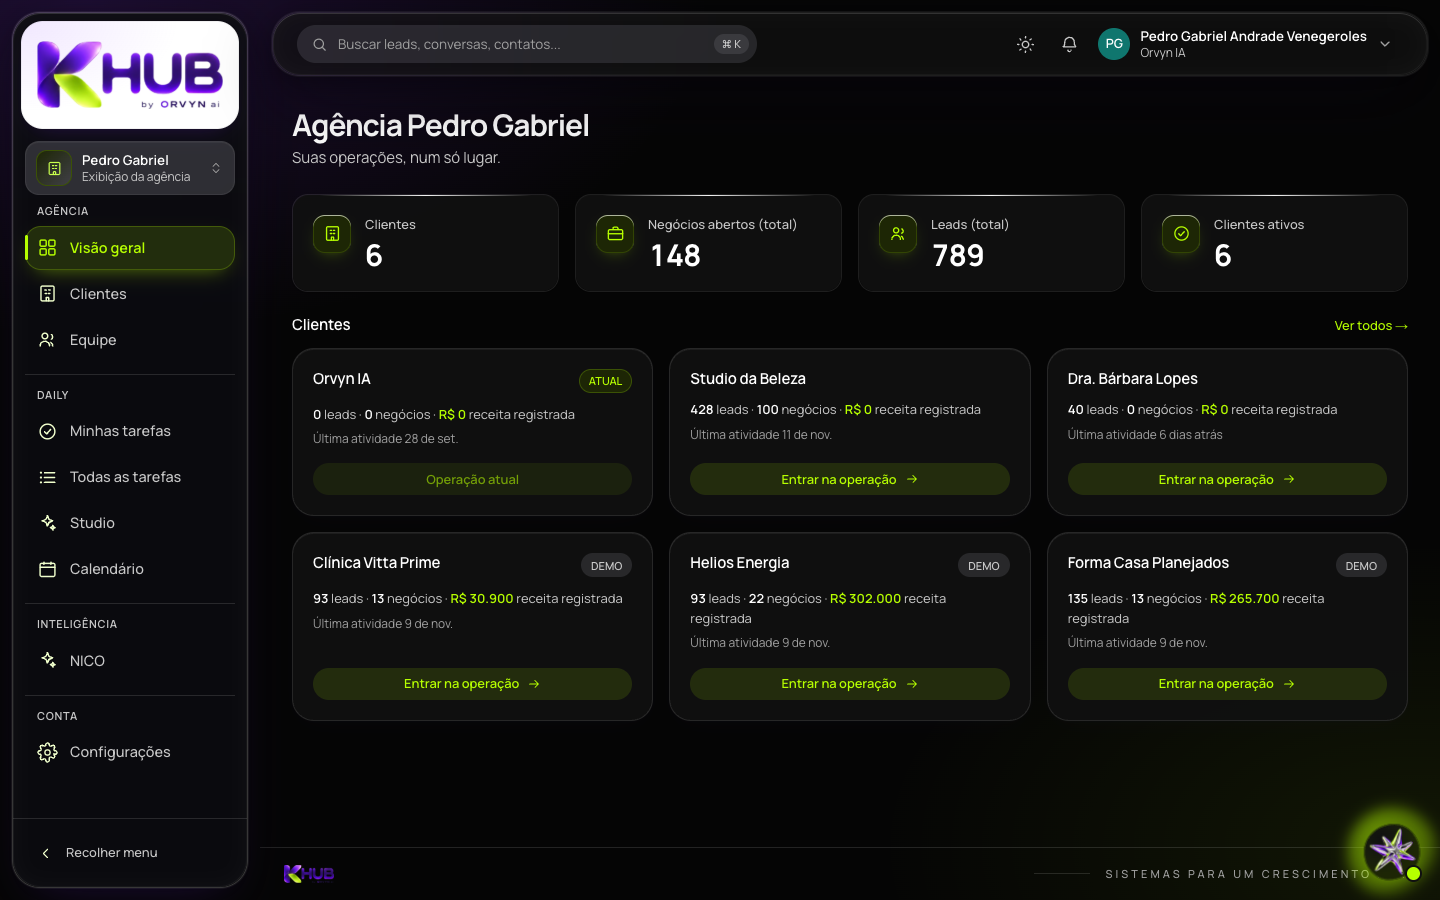 KHUB
by ORVYN ai
Pedro Gabriel
Exibição da agência
AGÊNCIA
Visão geral
Clientes
Equipe
DAILY
Minhas tarefas
Todas as tarefas
Studio
Calendário
INTELIGÊNCIA
NICO
CONTA
Configurações
Recolher menu
Buscar leads, conversas, contatos...
⌘ K
PG
Pedro Gabriel Andrade Venegeroles
Orvyn IA
Agência Pedro Gabriel
Suas operações, num só lugar.
Clientes
6
Negócios abertos (total)
148
Leads (total)
789
Clientes ativos
6
Clientes
Ver todos →
Orvyn IA
ATUAL
0 leads · 0 negócios · R$ 0 receita registrada
Última atividade 28 de set.
Operação atual
Studio da Beleza
428 leads · 100 negócios · R$ 0 receita registrada
Última atividade 11 de nov.
Entrar na operação →
Dra. Bárbara Lopes
40 leads · 0 negócios · R$ 0 receita registrada
Última atividade 6 dias atrás
Entrar na operação →
Clínica Vitta Prime
DEMO
93 leads · 13 negócios · R$ 30.900 receita registrada
Última atividade 9 de nov.
Entrar na operação →
Helios Energia
DEMO
93 leads · 22 negócios · R$ 302.000 receita
registrada
Última atividade 9 de nov.
Entrar na operação →
Forma Casa Planejados
DEMO
135 leads · 13 negócios · R$ 265.700 receita
registrada
Última atividade 9 de nov.
Entrar na operação →
KHUB
SISTEMAS PARA UM CRESCIMENTO